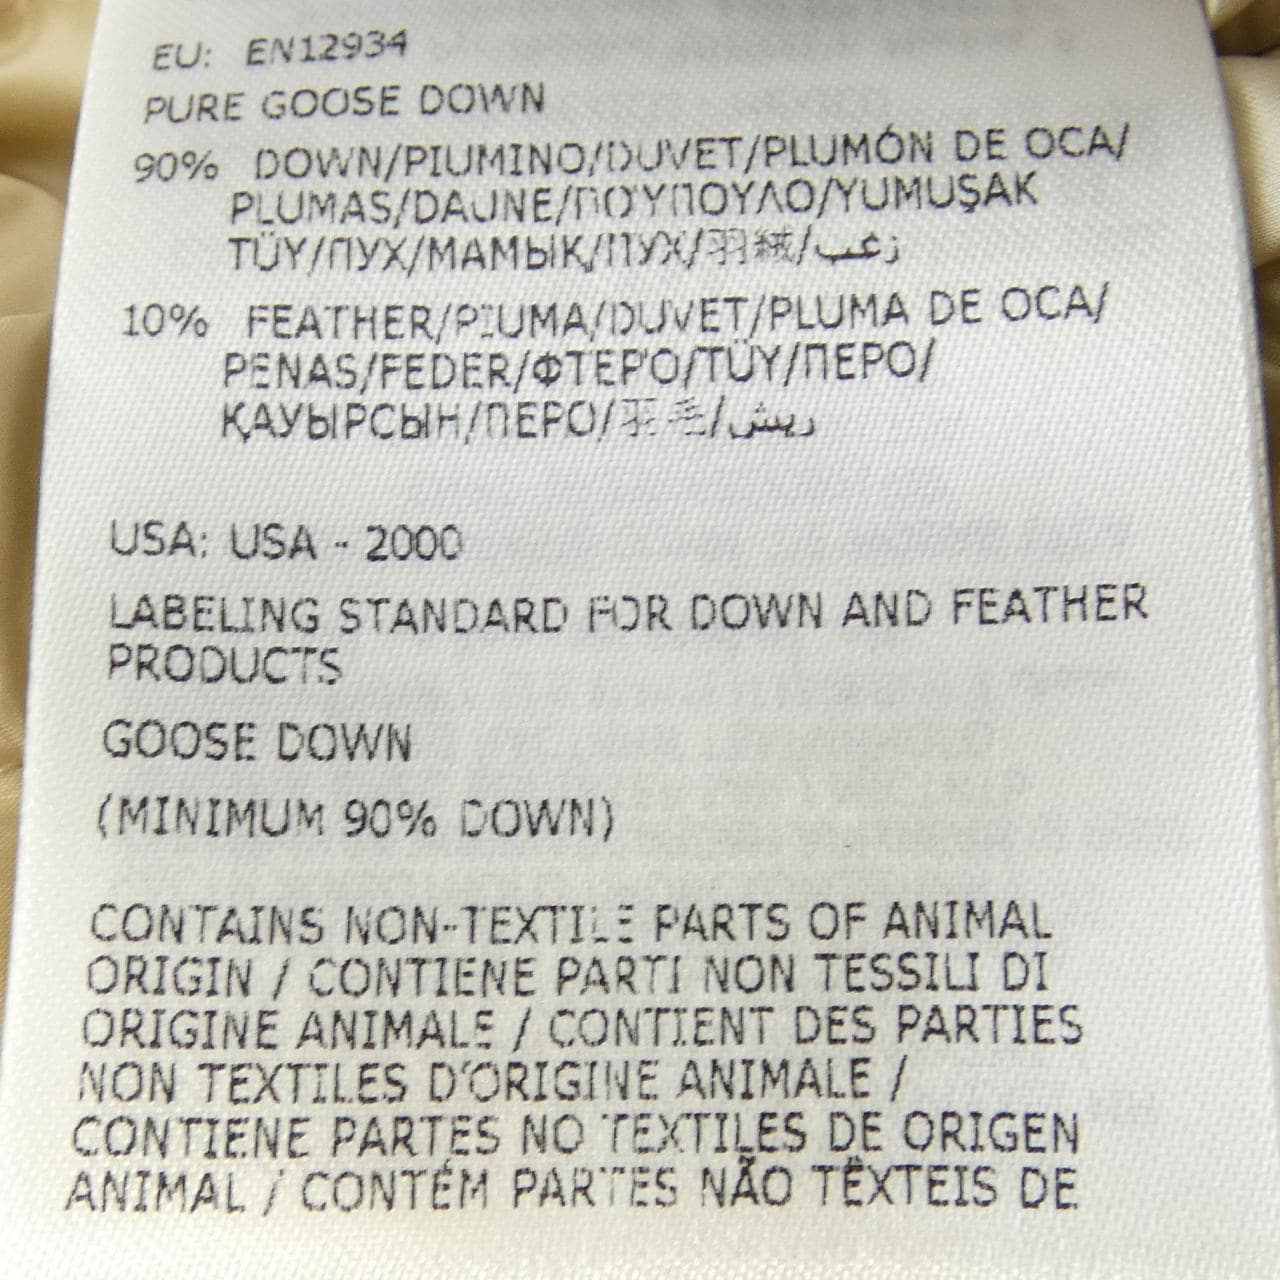 EU: EN12934
PURE GOOSE DOWN
90% DOWN/PIUMINO/DUVET/PLUMÓN DE OCA/
PLUMAS/DAUNE/ΠΟΎΠΟΥΛΟ/YUMUŞAK
TÜY/ПУХ/МАМЫҚ/ПУХ/羽絨/زغب
10% FEATHER/PIUMA/DUVET/PLUMA DE OCA/
PENAS/FEDER/ΦΤΕΡΌ/TÜY/ПЕРО/
ҚАУЫРСЫН/ПЕРО/羽毛/ريش
USA: USA - 2000
LABELING STANDARD FOR DOWN AND FEATHER
PRODUCTS
GOOSE DOWN
(MINIMUM 90% DOWN)
CONTAINS NON-TEXTILE PARTS OF ANIMAL
ORIGIN / CONTIENE PARTI NON TESSILI DI
ORIGINE ANIMALE / CONTIENT DES PARTIES
NON TEXTILES D'ORIGINE ANIMALE /
CONTIENE PARTES NO TEXTILES DE ORIGEN
ANIMAL / CONTÉM PARTES NÃO TÊXTEIS DE